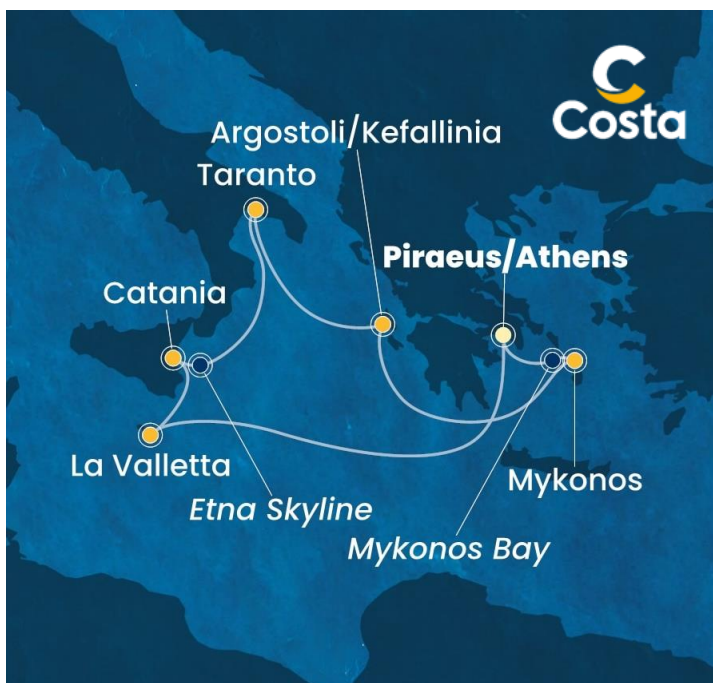 Costa
Argostoli/Kefallinia
Taranto
Piraeus/Athens
Catania
La Valletta
Mykonos
Etna Skyline
Mykonos Bay